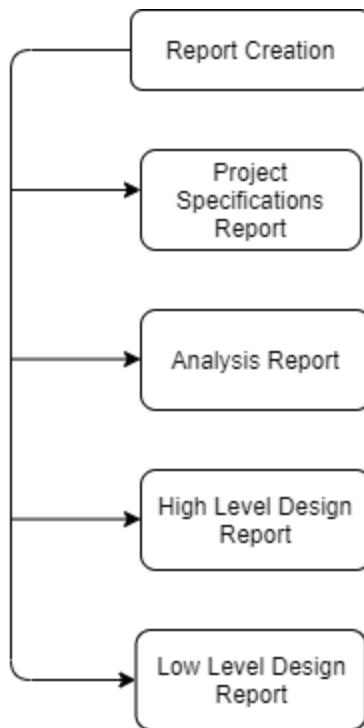 Report Creation
Project
Specifications
Report
Analysis Report
High Level Design
Report
Low Level Design
Report